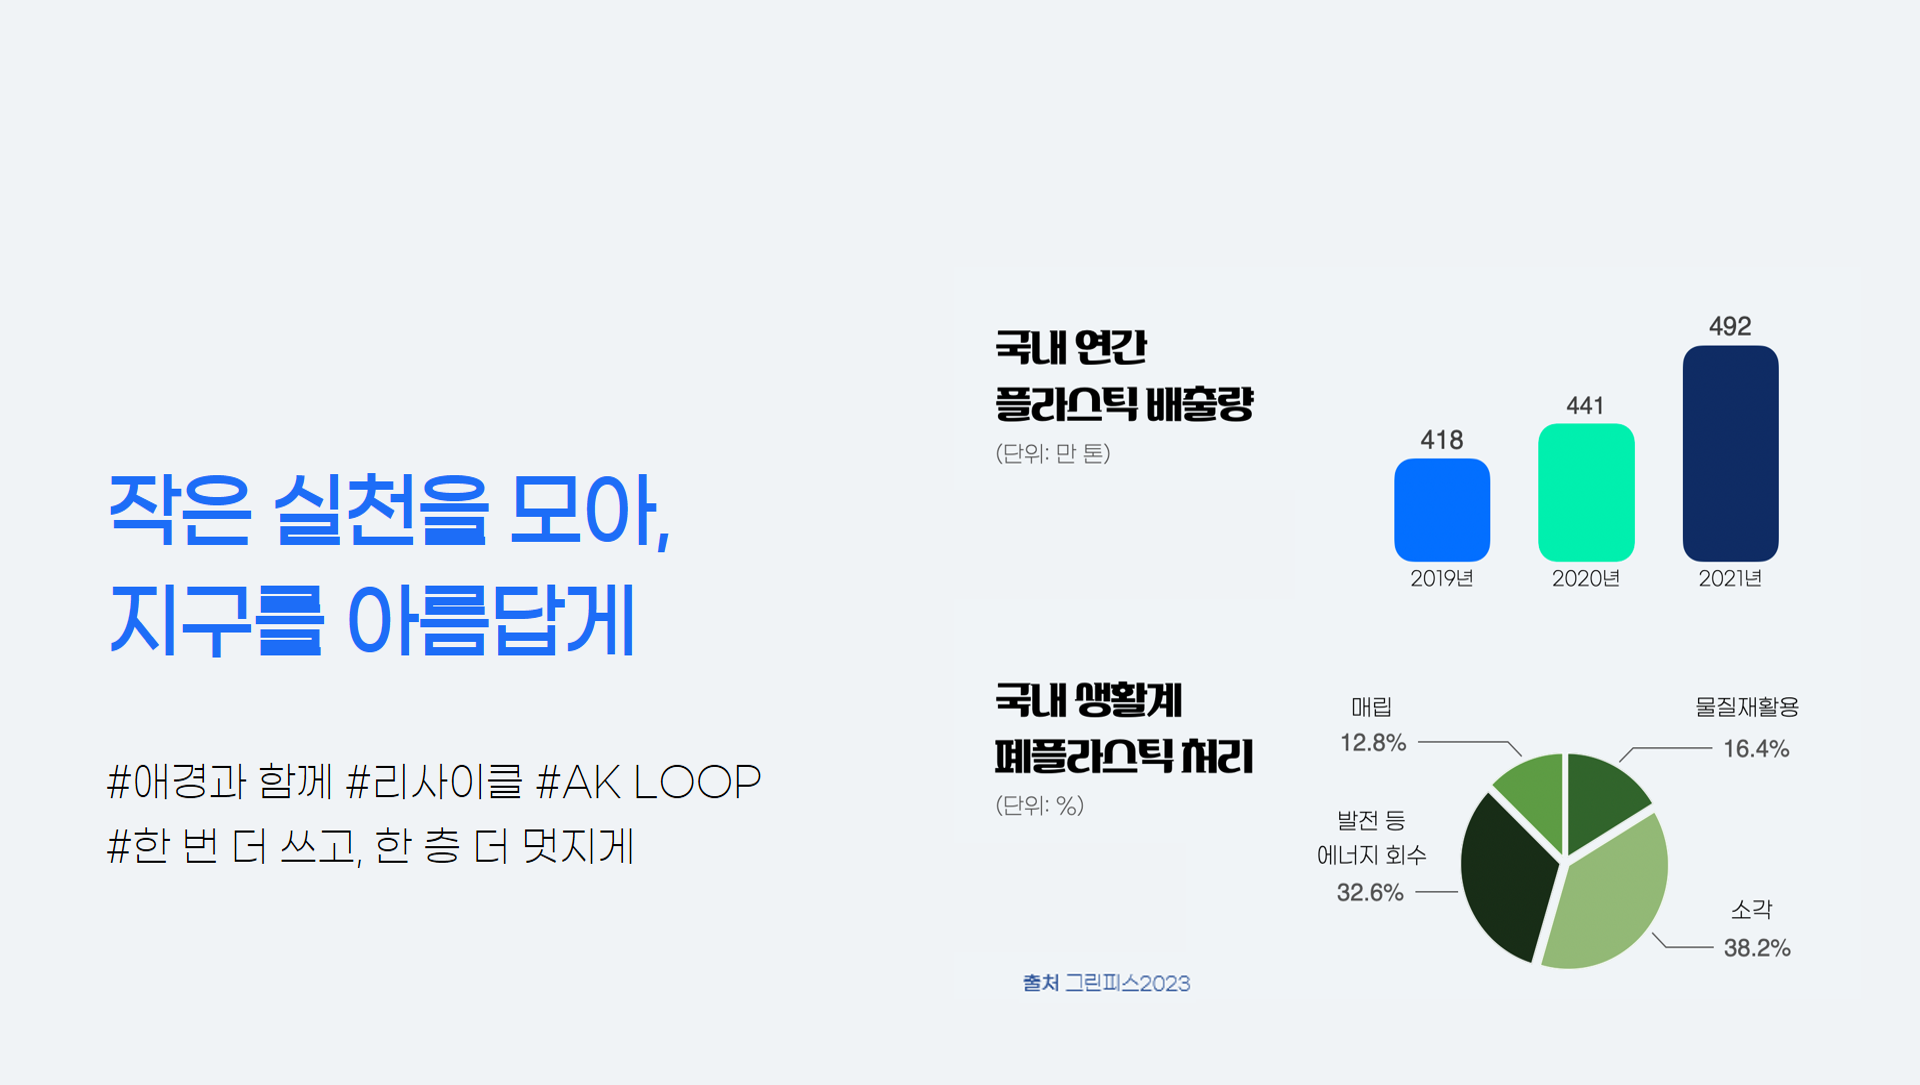 작은 실천을 모아,
지구를 아름답게
#애경과 함께 #리사이클 #AK LOOP
#한 번 더 쓰고, 한 층 더 멋지게
국내 연간
플라스틱 배출량
(단위: 만 톤)
418
441
492
2019년
2020년
2021년
국내 생활계
폐플라스틱 처리
(단위: %)
매립
12.8%
물질재활용
16.4%
발전 등
에너지 회수
32.6%
소각
38.2%
출처 그린피스2023